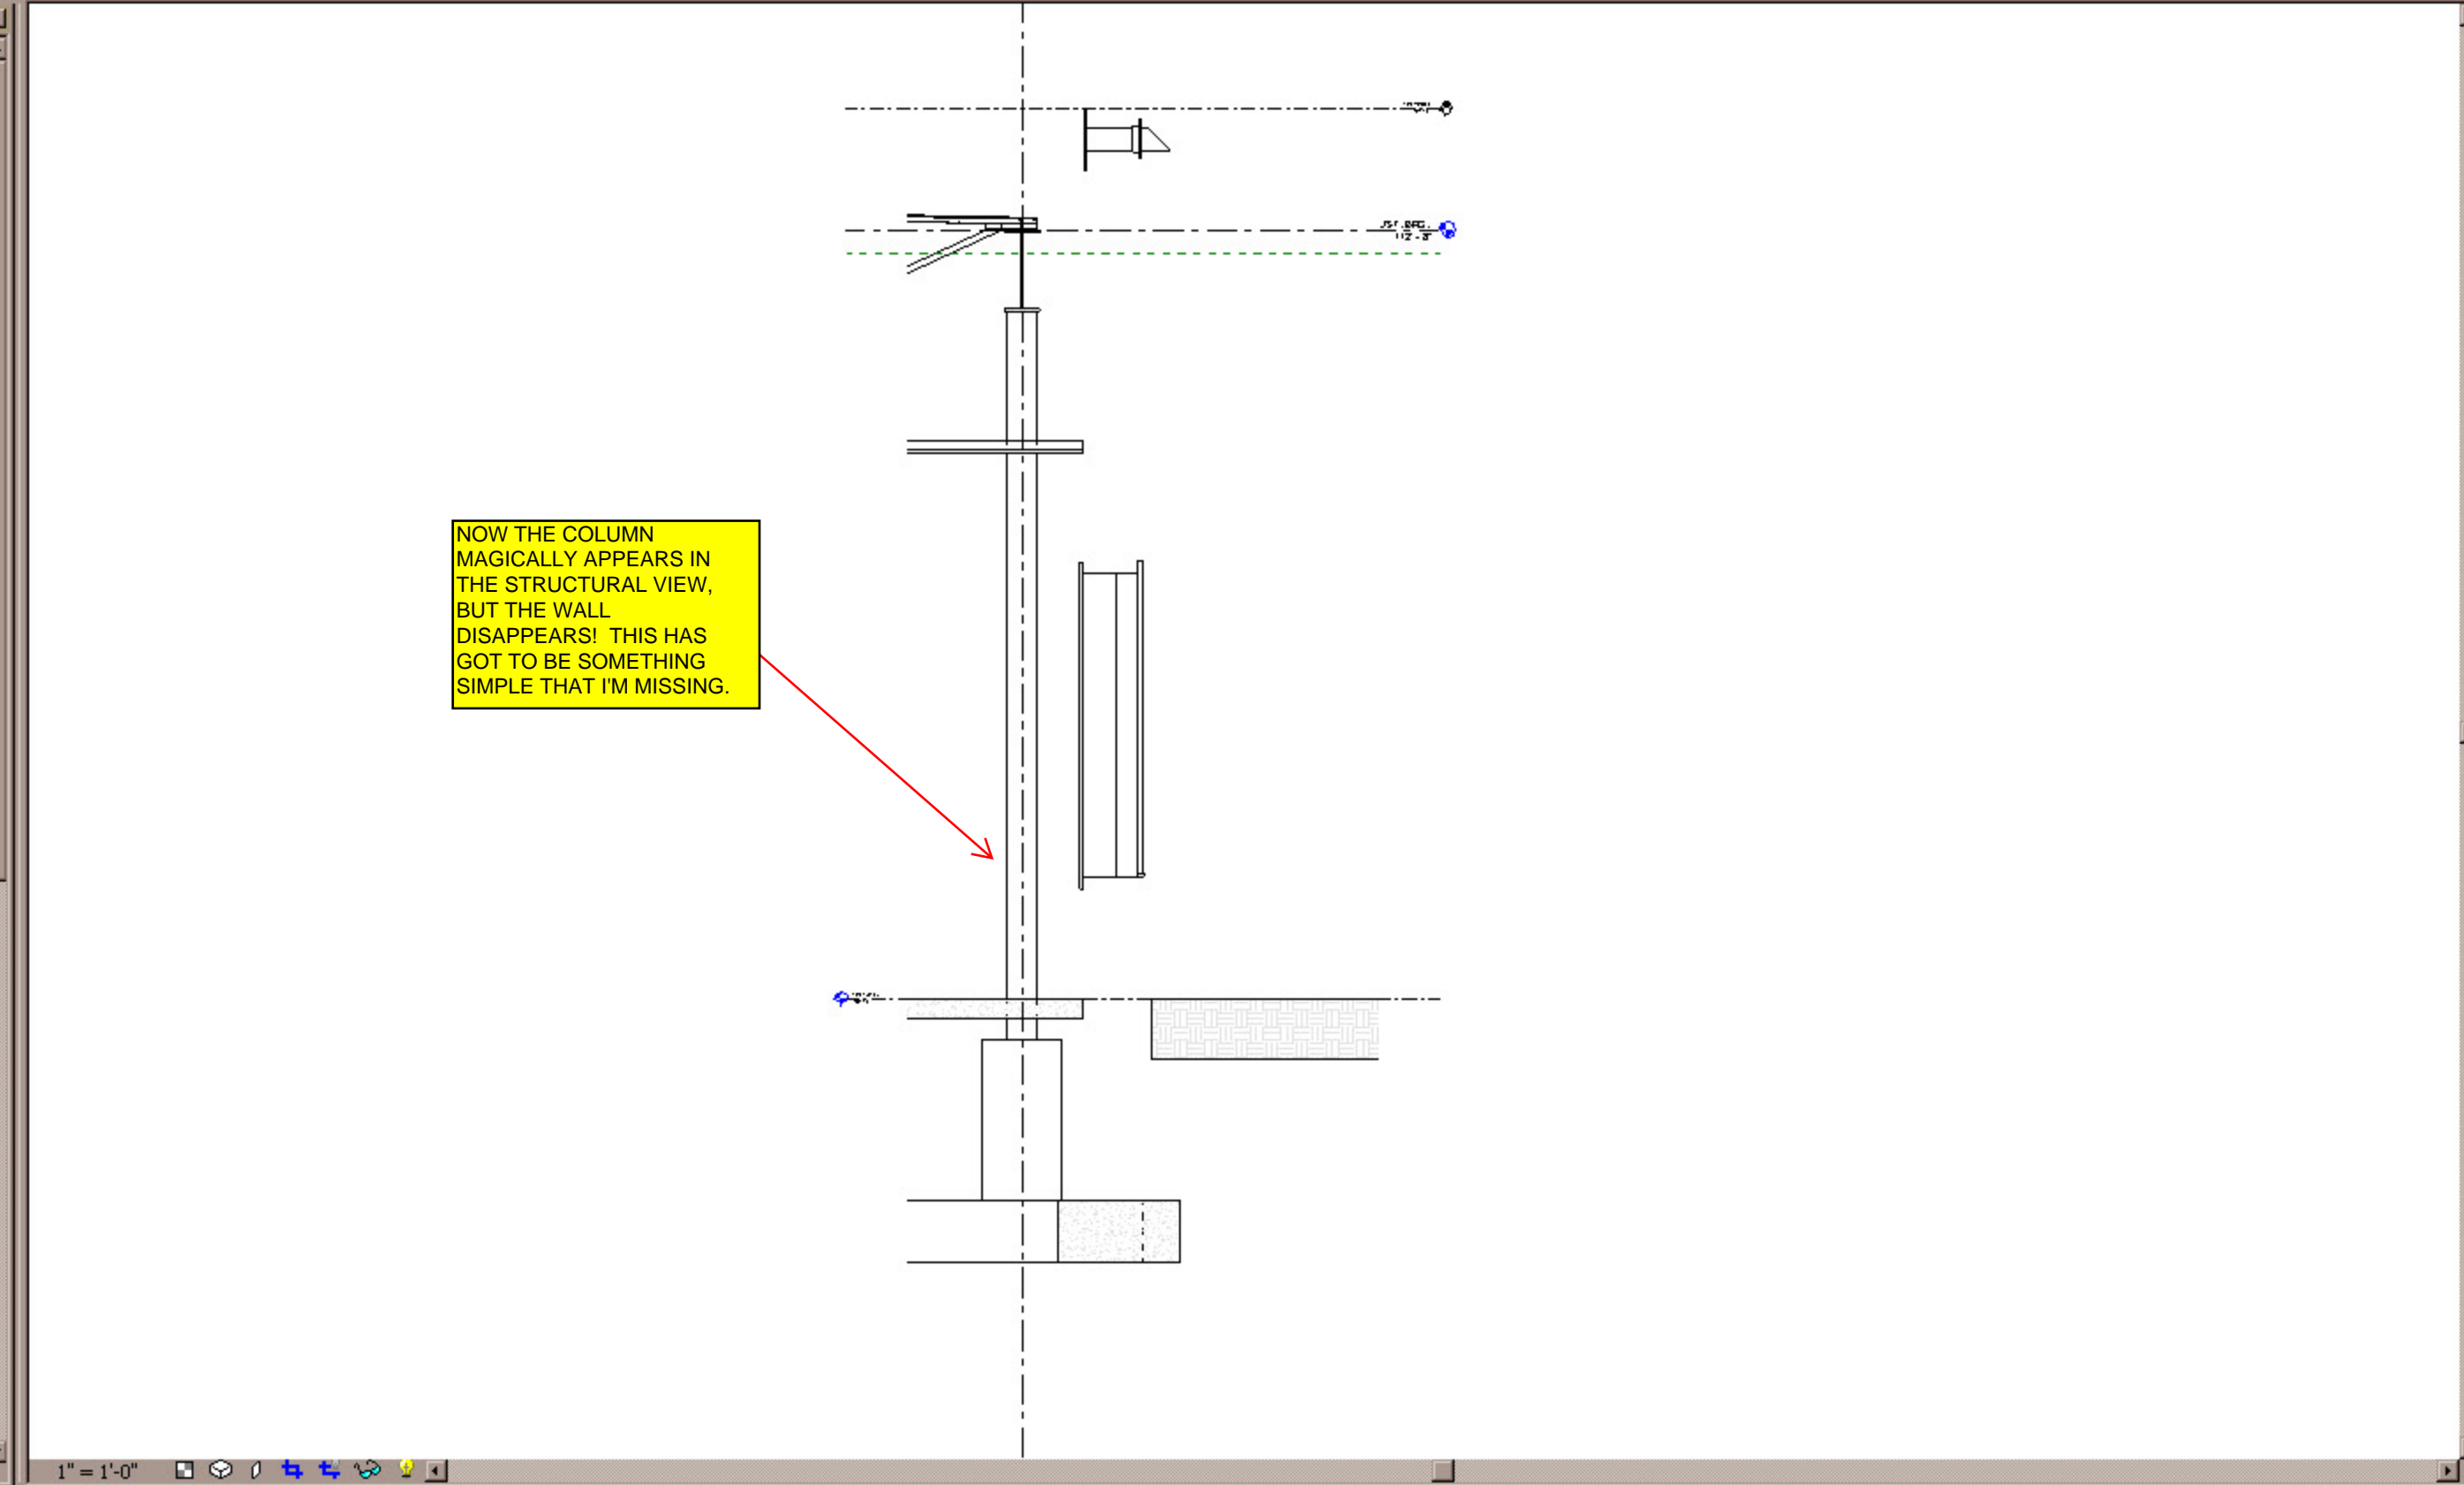 NOW THE COLUMN
MAGICALLY APPEARS IN
THE STRUCTURAL VIEW,
BUT THE WALL
DISAPPEARS!  THIS HAS
GOT TO BE SOMETHING
SIMPLE THAT I'M MISSING.
1" = 1'-0"